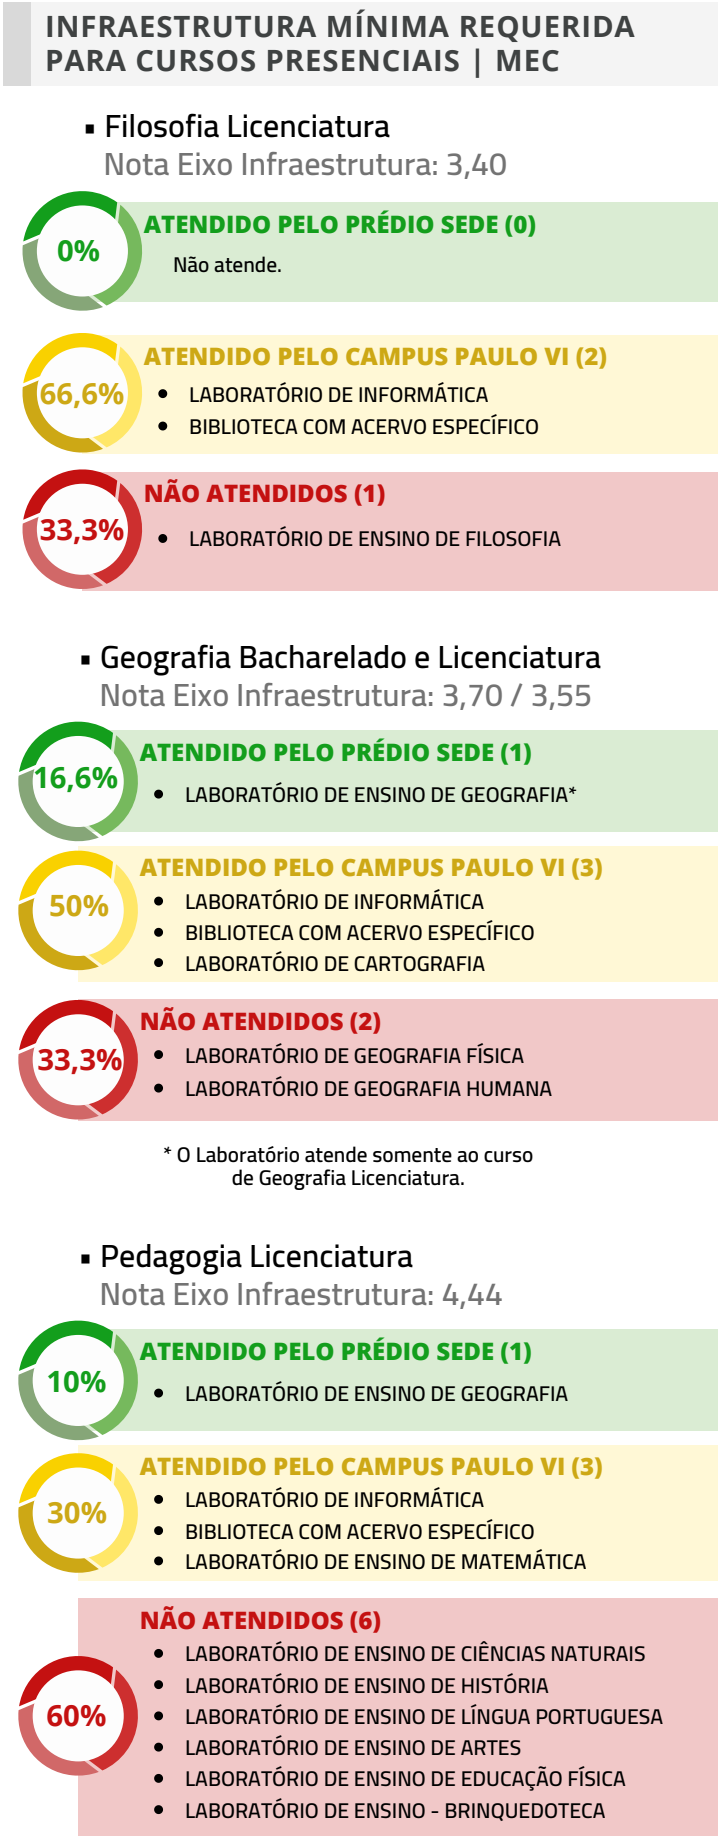 INFRAESTRUTURA MÍNIMA REQUERIDA
PARA CURSOS PRESENCIAIS | MEC
▪ Filosofia Licenciatura
Nota Eixo Infraestrutura: 3,40
0%
ATENDIDO PELO PRÉDIO SEDE (0)
Não atende.
66,6%
ATENDIDO PELO CAMPUS PAULO VI (2)
• LABORATÓRIO DE INFORMÁTICA
• BIBLIOTECA COM ACERVO ESPECÍFICO
33,3%
NÃO ATENDIDOS (1)
• LABORATÓRIO DE ENSINO DE FILOSOFIA
▪ Geografia Bacharelado e Licenciatura
Nota Eixo Infraestrutura: 3,70 / 3,55
16,6%
ATENDIDO PELO PRÉDIO SEDE (1)
• LABORATÓRIO DE ENSINO DE GEOGRAFIA*
50%
ATENDIDO PELO CAMPUS PAULO VI (3)
• LABORATÓRIO DE INFORMÁTICA
• BIBLIOTECA COM ACERVO ESPECÍFICO
• LABORATÓRIO DE CARTOGRAFIA
33,3%
NÃO ATENDIDOS (2)
• LABORATÓRIO DE GEOGRAFIA FÍSICA
• LABORATÓRIO DE GEOGRAFIA HUMANA
* O Laboratório atende somente ao curso
de Geografia Licenciatura.
▪ Pedagogia Licenciatura
Nota Eixo Infraestrutura: 4,44
10%
ATENDIDO PELO PRÉDIO SEDE (1)
• LABORATÓRIO DE ENSINO DE GEOGRAFIA
30%
ATENDIDO PELO CAMPUS PAULO VI (3)
• LABORATÓRIO DE INFORMÁTICA
• BIBLIOTECA COM ACERVO ESPECÍFICO
• LABORATÓRIO DE ENSINO DE MATEMÁTICA
60%
NÃO ATENDIDOS (6)
• LABORATÓRIO DE ENSINO DE CIÊNCIAS NATURAIS
• LABORATÓRIO DE ENSINO DE HISTÓRIA
• LABORATÓRIO DE ENSINO DE LÍNGUA PORTUGUESA
• LABORATÓRIO DE ENSINO DE ARTES
• LABORATÓRIO DE ENSINO DE EDUCAÇÃO FÍSICA
• LABORATÓRIO DE ENSINO - BRINQUEDOTECA